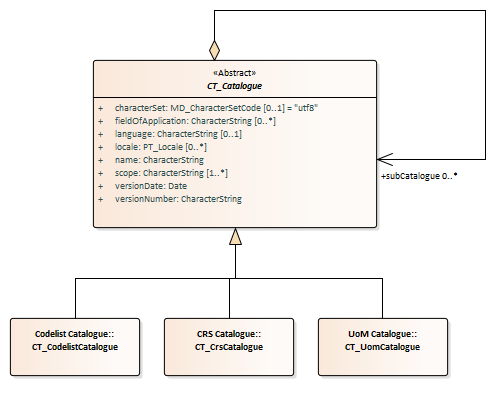 «Abstract»
CT_Catalogue
+ characterSet: MD_CharacterSetCode [0..1] = "utf8"
+ fieldOfApplication: CharacterString [0..*]
+ language: CharacterString [0..1]
+ locale: PT_Locale [0..*]
+ name: CharacterString
+ scope: CharacterString [1..*]
+ versionDate: Date
+ versionNumber: CharacterString
+subCatalogue 0..*
Codelist Catalogue::
CT_CodelistCatalogue
CRS Catalogue::
CT_CrsCatalogue
UoM Catalogue::
CT_UomCatalogue